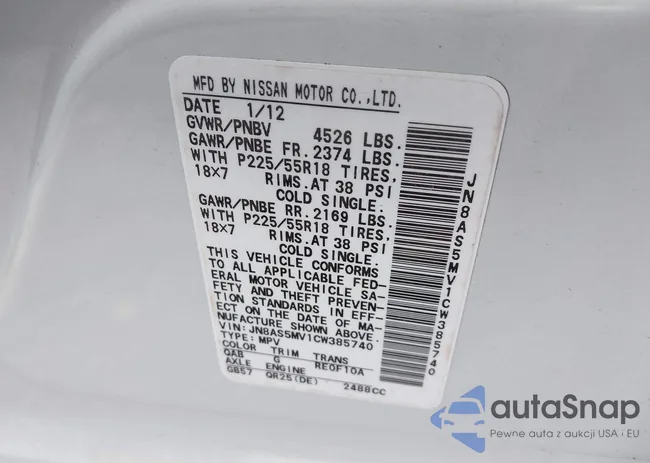 MFD BY NISSAN MOTOR CO.,LTD.
DATE 1/12
GVWR/PNBV 4526 LBS.
GAWR/PNBE FR. 2374 LBS.
WITH P225/55R18 TIRES,
18X7 RIMS.AT 38 PSI
COLD SINGLE.
GAWR/PNBE RR. 2169 LBS.
WITH P225/55R18 TIRES,
18X7 RIMS.AT 38 PSI
COLD SINGLE.
THIS VEHICLE CONFORMS
TO ALL APPLICABLE FED-
ERAL MOTOR VEHICLE SA-
FETY AND THEFT PREVEN-
TION STANDARDS IN EFF-
ECT ON THE DATE OF MA-
NUFACTURE SHOWN ABOVE.
VIN: JN8AS5MV1CW385740
TYPE: MPV
COLOR TRIM TRANS
QAB G RE0F10A
AXLE ENGINE
GB57 QR25(DE) 2488CC
JN8AS5MV1CW385740
autaSnap
Pewne auta z aukcji USA i EU